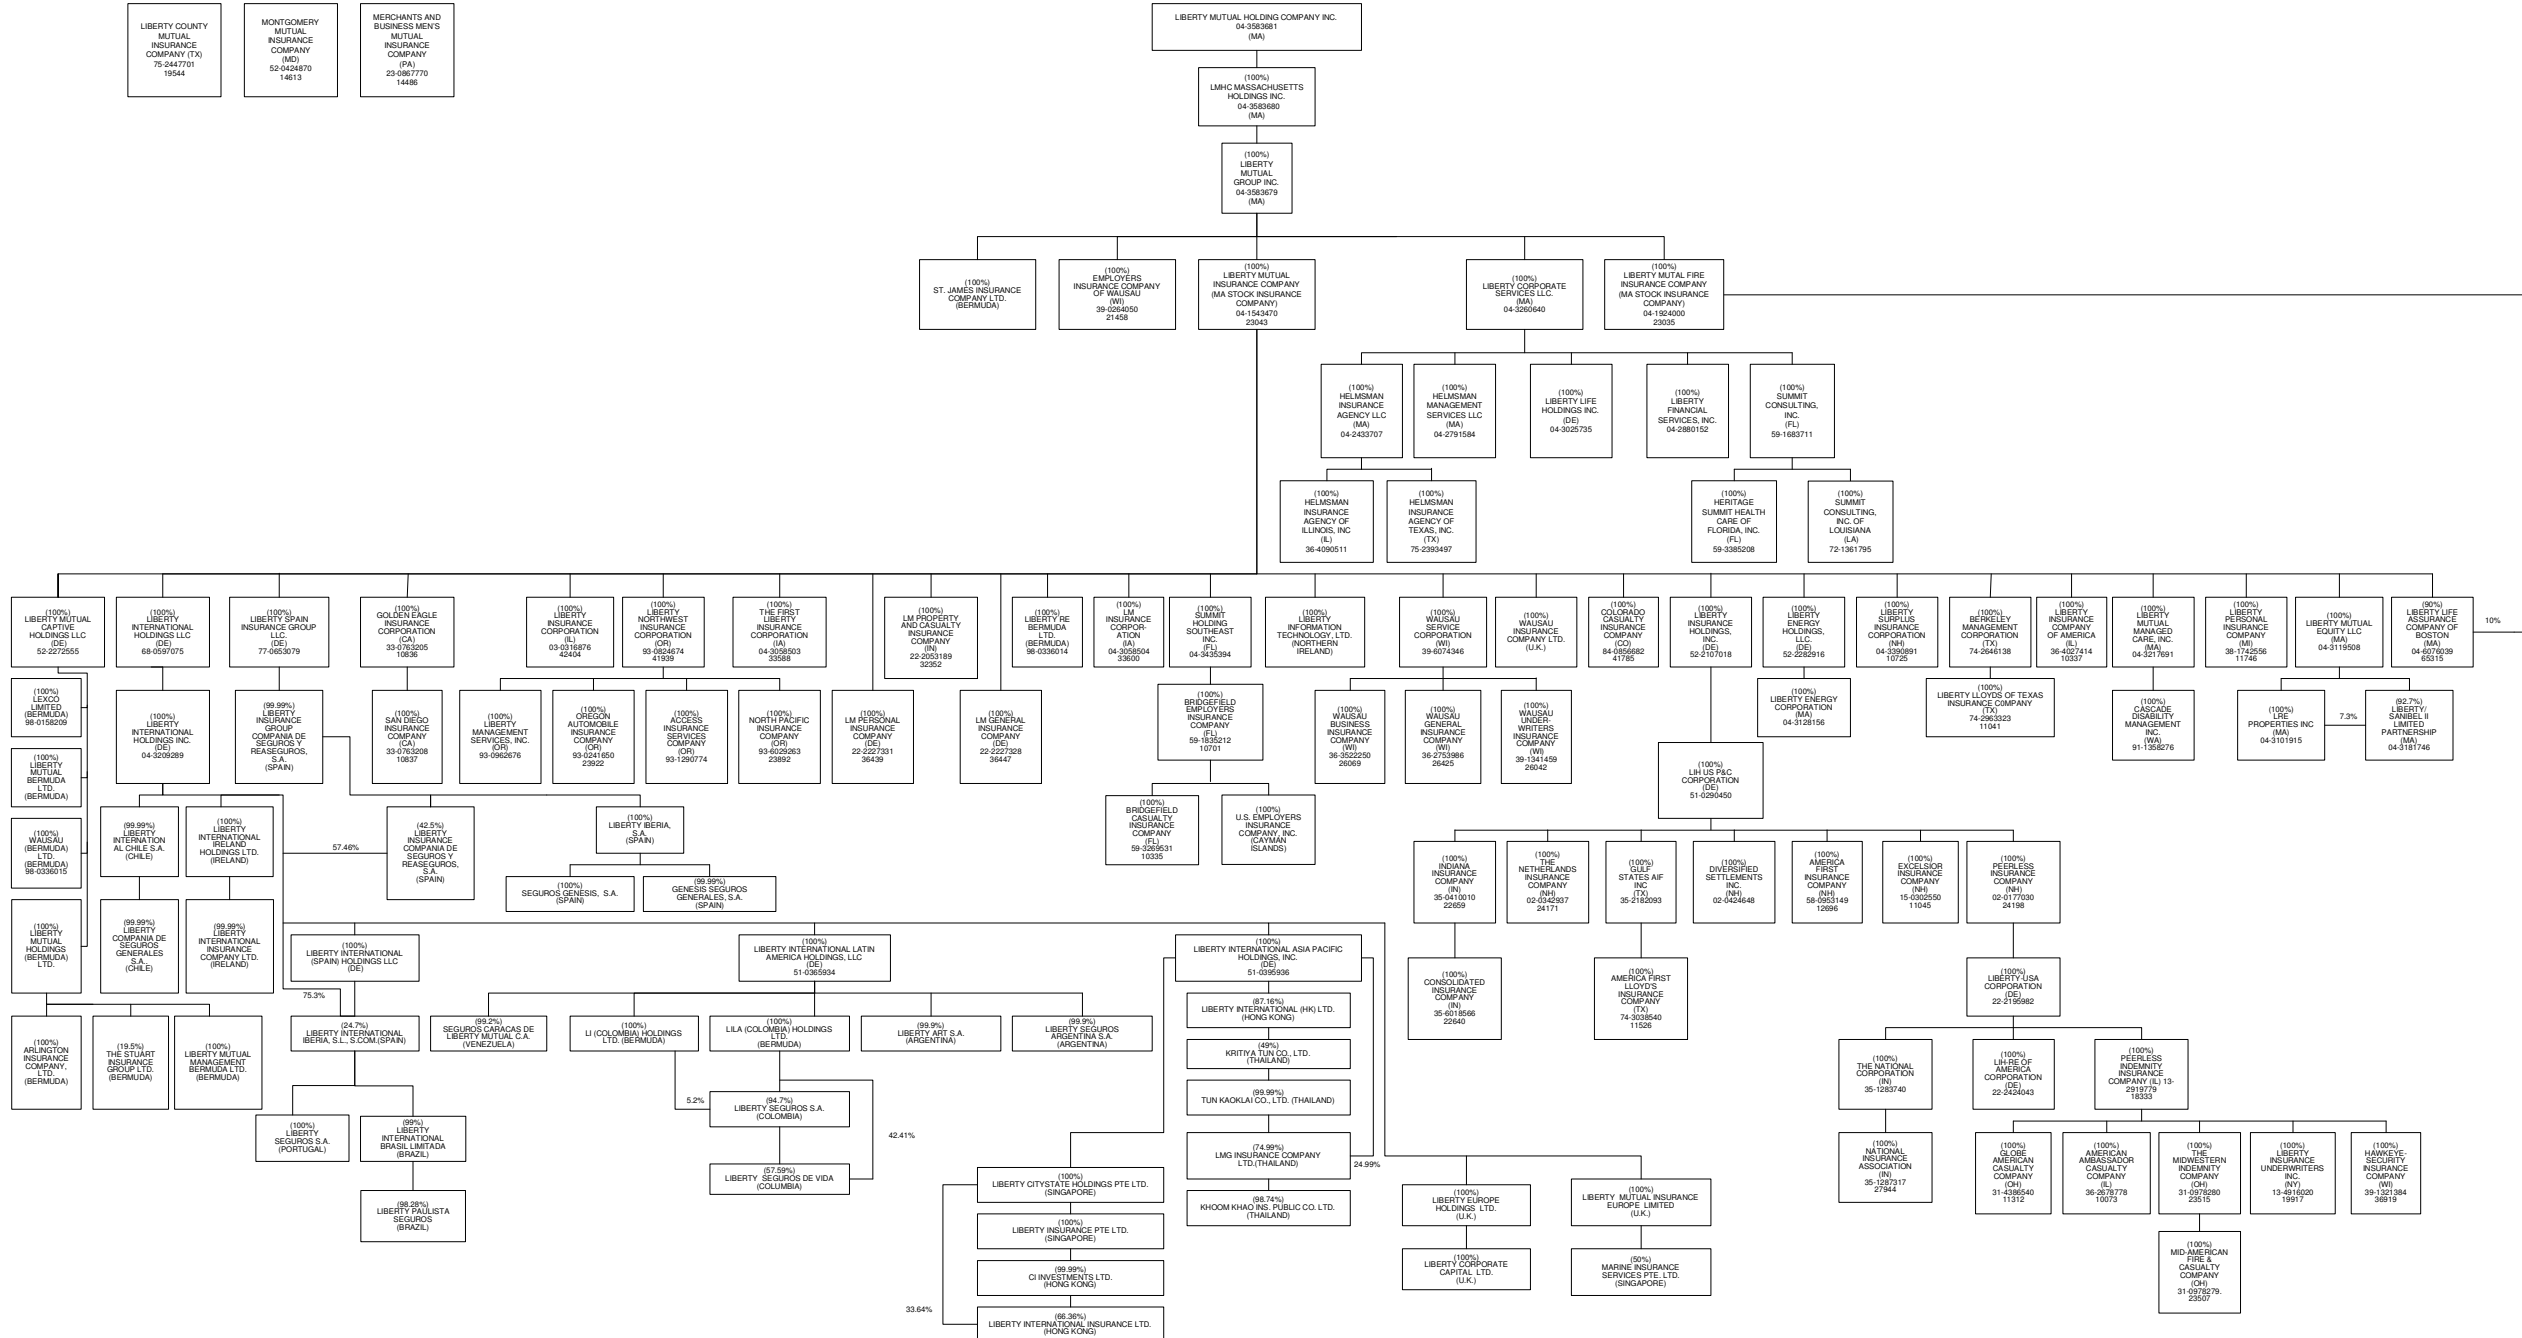 LIBERTY COUNTY
MUTUAL
INSURANCE
COMPANY (TX)
75-2447701
19544
MONTGOMERY
MUTUAL
INSURANCE
COMPANY
(MD)
52-0424870
14613
MERCHANTS AND
BUSINESS MEN'S
MUTUAL
INSURANCE
COMPANY
(PA)
23-0867770
14486
LIBERTY MUTUAL HOLDING COMPANY INC.
04-3583681
(MA)
(100%)
LMHC MASSACHUSETTS
HOLDINGS INC.
04-3583680
(MA)
(100%)
LIBERTY
MUTUAL
GROUP INC.
04-3583679
(MA)
(100%)
ST. JAMES INSURANCE
COMPANY LTD.
(BERMUDA)
(100%)
EMPLOYERS
INSURANCE COMPANY
OF WAUSAU
(WI)
39-0264050
21458
(100%)
LIBERTY MUTUAL
INSURANCE COMPANY
(MA STOCK INSURANCE
COMPANY)
04-1543470
23043
(100%)
LIBERTY CORPORATE
SERVICES LLC.
(MA)
04-3260640
(100%)
LIBERTY MUTAL FIRE
INSURANCE COMPANY
(MA STOCK INSURANCE
COMPANY)
04-1924000
23035
(100%)
HELMSMAN
INSURANCE
AGENCY LLC
(MA)
04-2433707
(100%)
HELMSMAN
MANAGEMENT
SERVICES LLC
(MA)
04-2791584
(100%)
LIBERTY LIFE
HOLDINGS INC.
(DE)
04-3025735
(100%)
LIBERTY
FINANCIAL
SERVICES, INC.
04-2880152
(100%)
SUMMIT
CONSULTING,
INC.
(FL)
59-1683711
(100%)
HELMSMAN
INSURANCE
AGENCY OF
ILLINOIS, INC
(IL)
36-4090511
(100%)
HELMSMAN
INSURANCE
AGENCY OF
TEXAS, INC.
(TX)
75-2393497
(100%)
HERITAGE
SUMMIT HEALTH
CARE OF
FLORIDA, INC.
(FL)
59-3385208
(100%)
SUMMIT
CONSULTING,
INC. OF
LOUISIANA
(LA)
72-1361795
(100%)
LIBERTY MUTUAL
CAPTIVE
HOLDINGS LLC
(DE)
52-2272555
(100%)
LIBERTY
INTERNATIONAL
HOLDINGS LLC
(DE)
68-0597075
(100%)
LIBERTY SPAIN
INSURANCE GROUP
LLC.
(DE)
77-0653079
(100%)
GOLDEN EAGLE
INSURANCE
CORPORATION
(CA)
33-0763205
10836
(100%)
LIBERTY
INSURANCE
CORPORATION
(IL)
03-0316876
42404
(100%)
LIBERTY
NORTHWEST
INSURANCE
CORPORATION
(OR)
93-0824674
41939
(100%)
THE FIRST
LIBERTY
INSURANCE
CORPORATION
(IA)
04-3058503
33588
(100%)
LM PROPERTY
AND CASUALTY
INSURANCE
COMPANY
(IN)
22-2053189
32352
(100%)
LIBERTY RE
BERMUDA
LTD.
(BERMUDA)
98-0336014
(100%)
LM
INSURANCE
CORPOR-
ATION
(IA)
04-3058504
33600
(100%)
SUMMIT
HOLDING
SOUTHEAST
INC.
(FL)
04-3435394
(100%)
LIBERTY
INFORMATION
TECHNOLOGY, LTD.
(NORTHERN
IRELAND)
(100%)
WAUSAU
SERVICE
CORPORATION
(WI)
39-6074346
(100%)
WAUSAU
INSURANCE
COMPANY LTD.
(U.K.)
(100%)
COLORADO
CASUALTY
INSURANCE
COMPANY
(CO)
84-0856682
41785
(100%)
LIBERTY
INSURANCE
HOLDINGS,
INC.
(DE)
52-2107018
(100%)
LIBERTY
ENERGY
HOLDINGS,
LLC.
(DE)
52-2282916
(100%)
LIBERTY
SURPLUS
INSURANCE
CORPORATION
(NH)
04-3390891
10725
(100%)
BERKELEY
MANAGEMENT
CORPORATION
(TX)
74-2646138
(100%)
LIBERTY
INSURANCE
COMPANY
OF AMERICA
(IL)
36-4027414
10337
(100%)
LIBERTY
MUTUAL
MANAGED
CARE, INC.
(MA)
04-3217691
(100%)
LIBERTY
PERSONAL
INSURANCE
COMPANY
(MI)
38-1742556
11746
(100%)
LIBERTY MUTUAL
EQUITY LLC
(MA)
04-3119508
(90%)
LIBERTY LIFE
ASSURANCE
COMPANY OF
BOSTON
(MA)
04-6076039
65315
10%
(100%)
LEXCO
LIMITED
(BERMUDA)
98-0158209
(100%)
LIBERTY
INTERNATIONAL
HOLDINGS INC.
(DE)
04-3209289
(99.99%)
LIBERTY
INSURANCE
GROUP
COMPANIA DE
SEGUROS Y
REASEGUROS,
S.A.
(SPAIN)
(100%)
SAN DIEGO
INSURANCE
COMPANY
(CA)
33-0763208
10837
(100%)
LIBERTY
MANAGEMENT
SERVICES, INC.
(OR)
93-0962676
(100%)
OREGON
AUTOMOBILE
INSURANCE
COMPANY
(OR)
93-0241650
23922
(100%)
ACCESS
INSURANCE
SERVICES
COMPANY
(OR)
93-1290774
(100%)
NORTH PACIFIC
INSURANCE
COMPANY
(OR)
93-6029263
23892
(100%)
LM PERSONAL
INSURANCE
COMPANY
(DE)
22-2227331
36439
(100%)
LM GENERAL
INSURANCE
COMPANY
(DE)
22-2227328
36447
(100%)
BRIDGEFIELD
EMPLOYERS
INSURANCE
COMPANY
(FL)
59-1835212
10701
(100%)
WAUSAU
BUSINESS
INSURANCE
COMPANY
(WI)
36-3522250
26069
(100%)
WAUSAU
GENERAL
INSURANCE
COMPANY
(WI)
36-2753986
26425
(100%)
WAUSAU
UNDER-
WRITERS
INSURANCE
COMPANY
(WI)
39-1341459
26042
(100%)
LIBERTY ENERGY
CORPORATION
(MA)
04-3128156
(100%)
LIBERTY LLOYDS OF TEXAS
INSURANCE COMPANY
(TX)
74-2963323
11041
(100%)
CASCADE
DISABILITY
MANAGEMENT
INC.
(WA)
91-1358276
(100%)
LRE
PROPERTIES INC
(MA)
04-3101915
7.3%
(92.7%)
LIBERTY/
SANIBEL II
LIMITED
PARTNERSHIP
(MA)
04-3181746
(100%)
LIBERTY
MUTUAL
BERMUDA
LTD.
(BERMUDA)
(100%)
LIH US P&C
CORPORATION
(DE)
51-0290450
(100%)
WAUSAU
(BERMUDA)
LTD.
(BERMUDA)
98-0336015
(99.99%)
LIBERTY
INTERNATION
AL CHILE S.A.
(CHILE)
(100%)
LIBERTY
INTERNATIONAL
IRELAND
HOLDINGS LTD.
(IRELAND)
57.46%
(42.5%)
LIBERTY
INSURANCE
COMPANIA DE
SEGUROS Y
REASEGUROS,
S.A.
(SPAIN)
(100%)
LIBERTY IBERIA,
S.A.
(SPAIN)
(100%)
BRIDGEFIELD
CASUALTY
INSURANCE
COMPANY
(FL)
59-3269531
10335
(100%)
U.S. EMPLOYERS
INSURANCE
COMPANY, INC.
(CAYMAN
ISLANDS)
(100%)
SEGUROS GENESIS, S.A.
(SPAIN)
(99.99%)
GENESIS SEGUROS
GENERALES, S.A.
(SPAIN)
(100%)
INDIANA
INSURANCE
COMPANY
(IN)
35-0410010
22659
(100%)
THE
NETHERLANDS
INSURANCE
COMPANY
(NH)
02-0342937
24171
(100%)
GULF
STATES AIF
INC
(TX)
35-2182093
(100%)
DIVERSIFIED
SETTLEMENTS
INC.
(NH)
02-0424648
(100%)
AMERICA
FIRST
INSURANCE
COMPANY
(NH)
58-0953149
12696
(100%)
EXCELSIOR
INSURANCE
COMPANY
(NH)
15-0302550
11045
(100%)
PEERLESS
INSURANCE
COMPANY
(NH)
02-0177030
24198
(100%)
LIBERTY
MUTUAL
HOLDINGS
(BERMUDA)
LTD.
(99.99%)
LIBERTY
COMPANIA DE
SEGUROS
GENERALES
S.A..
(CHILE)
(99.99%)
LIBERTY
INTERNATIONAL
INSURANCE
COMPANY LTD.
(IRELAND)
(100%)
LIBERTY INTERNATIONAL
(SPAIN) HOLDINGS LLC
(DE)
(100%)
LIBERTY INTERNATIONAL LATIN
AMERICA HOLDINGS, LLC
(DE)
51-0365934
(100%)
LIBERTY INTERNATIONAL ASIA PACIFIC
HOLDINGS, INC.
(DE)
51-0395936
(100%)
CONSOLIDATED
INSURANCE
COMPANY
(IN)
35-6018566
22640
(100%)
AMERICA FIRST
LLOYD'S
INSURANCE
COMPANY
(TX)
74-3038540
11526
(100%)
LIBERTY-USA
CORPORATION
(DE)
22-2195982
75.3%
(100%)
ARLINGTON
INSURANCE
COMPANY,
LTD.
(BERMUDA)
(19.5%)
THE STUART
INSURANCE
GROUP LTD.
(BERMUDA)
(100%)
LIBERTY MUTUAL
MANAGEMENT
BERMUDA LTD.
(BERMUDA)
(24.7%)
LIBERTY INTERNATIONAL
IBERIA, S.L., S.COM.(SPAIN)
(99.2%)
SEGUROS CARACAS DE
LIBERTY MUTUAL C.A.
(VENEZUELA)
(100%)
LI (COLOMBIA) HOLDINGS
LTD. (BERMUDA)
(100%)
LILA (COLOMBIA) HOLDINGS
LTD.
(BERMUDA)
(99.9%)
LIBERTY ART S.A.
(ARGENTINA)
(99.9%)
LIBERTY SEGUROS
ARGENTINA S.A.
(ARGENTINA)
(87.16%)
LIBERTY INTERNATIONAL (HK) LTD.
(HONG KONG)
(49%)
KRITIYA TUN CO., LTD.
(THAILAND)
(99.99%)
TUN KAOKLAI CO., LTD. (THAILAND)
(74.99%)
LMG INSURANCE COMPANY
LTD.(THAILAND)
24.99%
(98.74%)
KHOOM KHAO INS. PUBLIC CO. LTD.
(THAILAND)
(100%)
THE NATIONAL
CORPORATION
(IN)
35-1283740
(100%)
LIH-RE OF
AMERICA
CORPORATION
(DE)
22-2424043
(100%)
PEERLESS
INDEMNITY
INSURANCE
COMPANY (IL) 13-
2919779
18333
5.2%
(94.7%)
LIBERTY SEGUROS S.A.
(COLOMBIA)
42.41%
(57.59%)
LIBERTY SEGUROS DE VIDA
(COLUMBIA)
(100%)
LIBERTY
SEGUROS S.A.
(PORTUGAL)
(99%)
LIBERTY
INTERNATIONAL
BRASIL LIMITADA
(BRAZIL)
(98.28%)
LIBERTY PAULISTA
SEGUROS
(BRAZIL)
(100%)
LIBERTY CITYSTATE HOLDINGS PTE LTD.
(SINGAPORE)
(100%)
LIBERTY INSURANCE PTE LTD.
(SINGAPORE)
(99.99%)
CI INVESTMENTS LTD.
(HONG KONG)
33.64%
(66.36%)
LIBERTY INTERNATIONAL INSURANCE LTD.
(HONG KONG)
(100%)
LIBERTY EUROPE
HOLDINGS LTD.
(U.K.)
(100%)
LIBERTY MUTUAL INSURANCE
EUROPE LIMITED
(U.K.)
(100%)
LIBERTY CORPORATE
CAPITAL LTD.
(U.K.)
(50%)
MARINE INSURANCE
SERVICES PTE. LTD.
(SINGAPORE)
(100%)
NATIONAL
INSURANCE
ASSOCIATION
(IN)
35-1287317
27944
(100%)
GLOBE
AMERICAN
CASUALTY
COMPANY
(OH)
31-4386540
11312
(100%)
AMERICAN
AMBASSADOR
CASUALTY
COMPANY
(IL)
36-2678778
10073
(100%)
THE
MIDWESTERN
INDEMNITY
COMPANY
(OH)
31-0978280
23515
(100%)
LIBERTY
INSURANCE
UNDERWRITERS
INC.
(NY)
13-4916020
19917
(100%)
HAWKEYE-
SECURITY
INSURANCE
COMPANY
(WI)
39-1321384
36919
(100%)
MID-AMERICAN
FIRE &
CASUALTY
COMPANY
(OH)
31-0978279.
23507